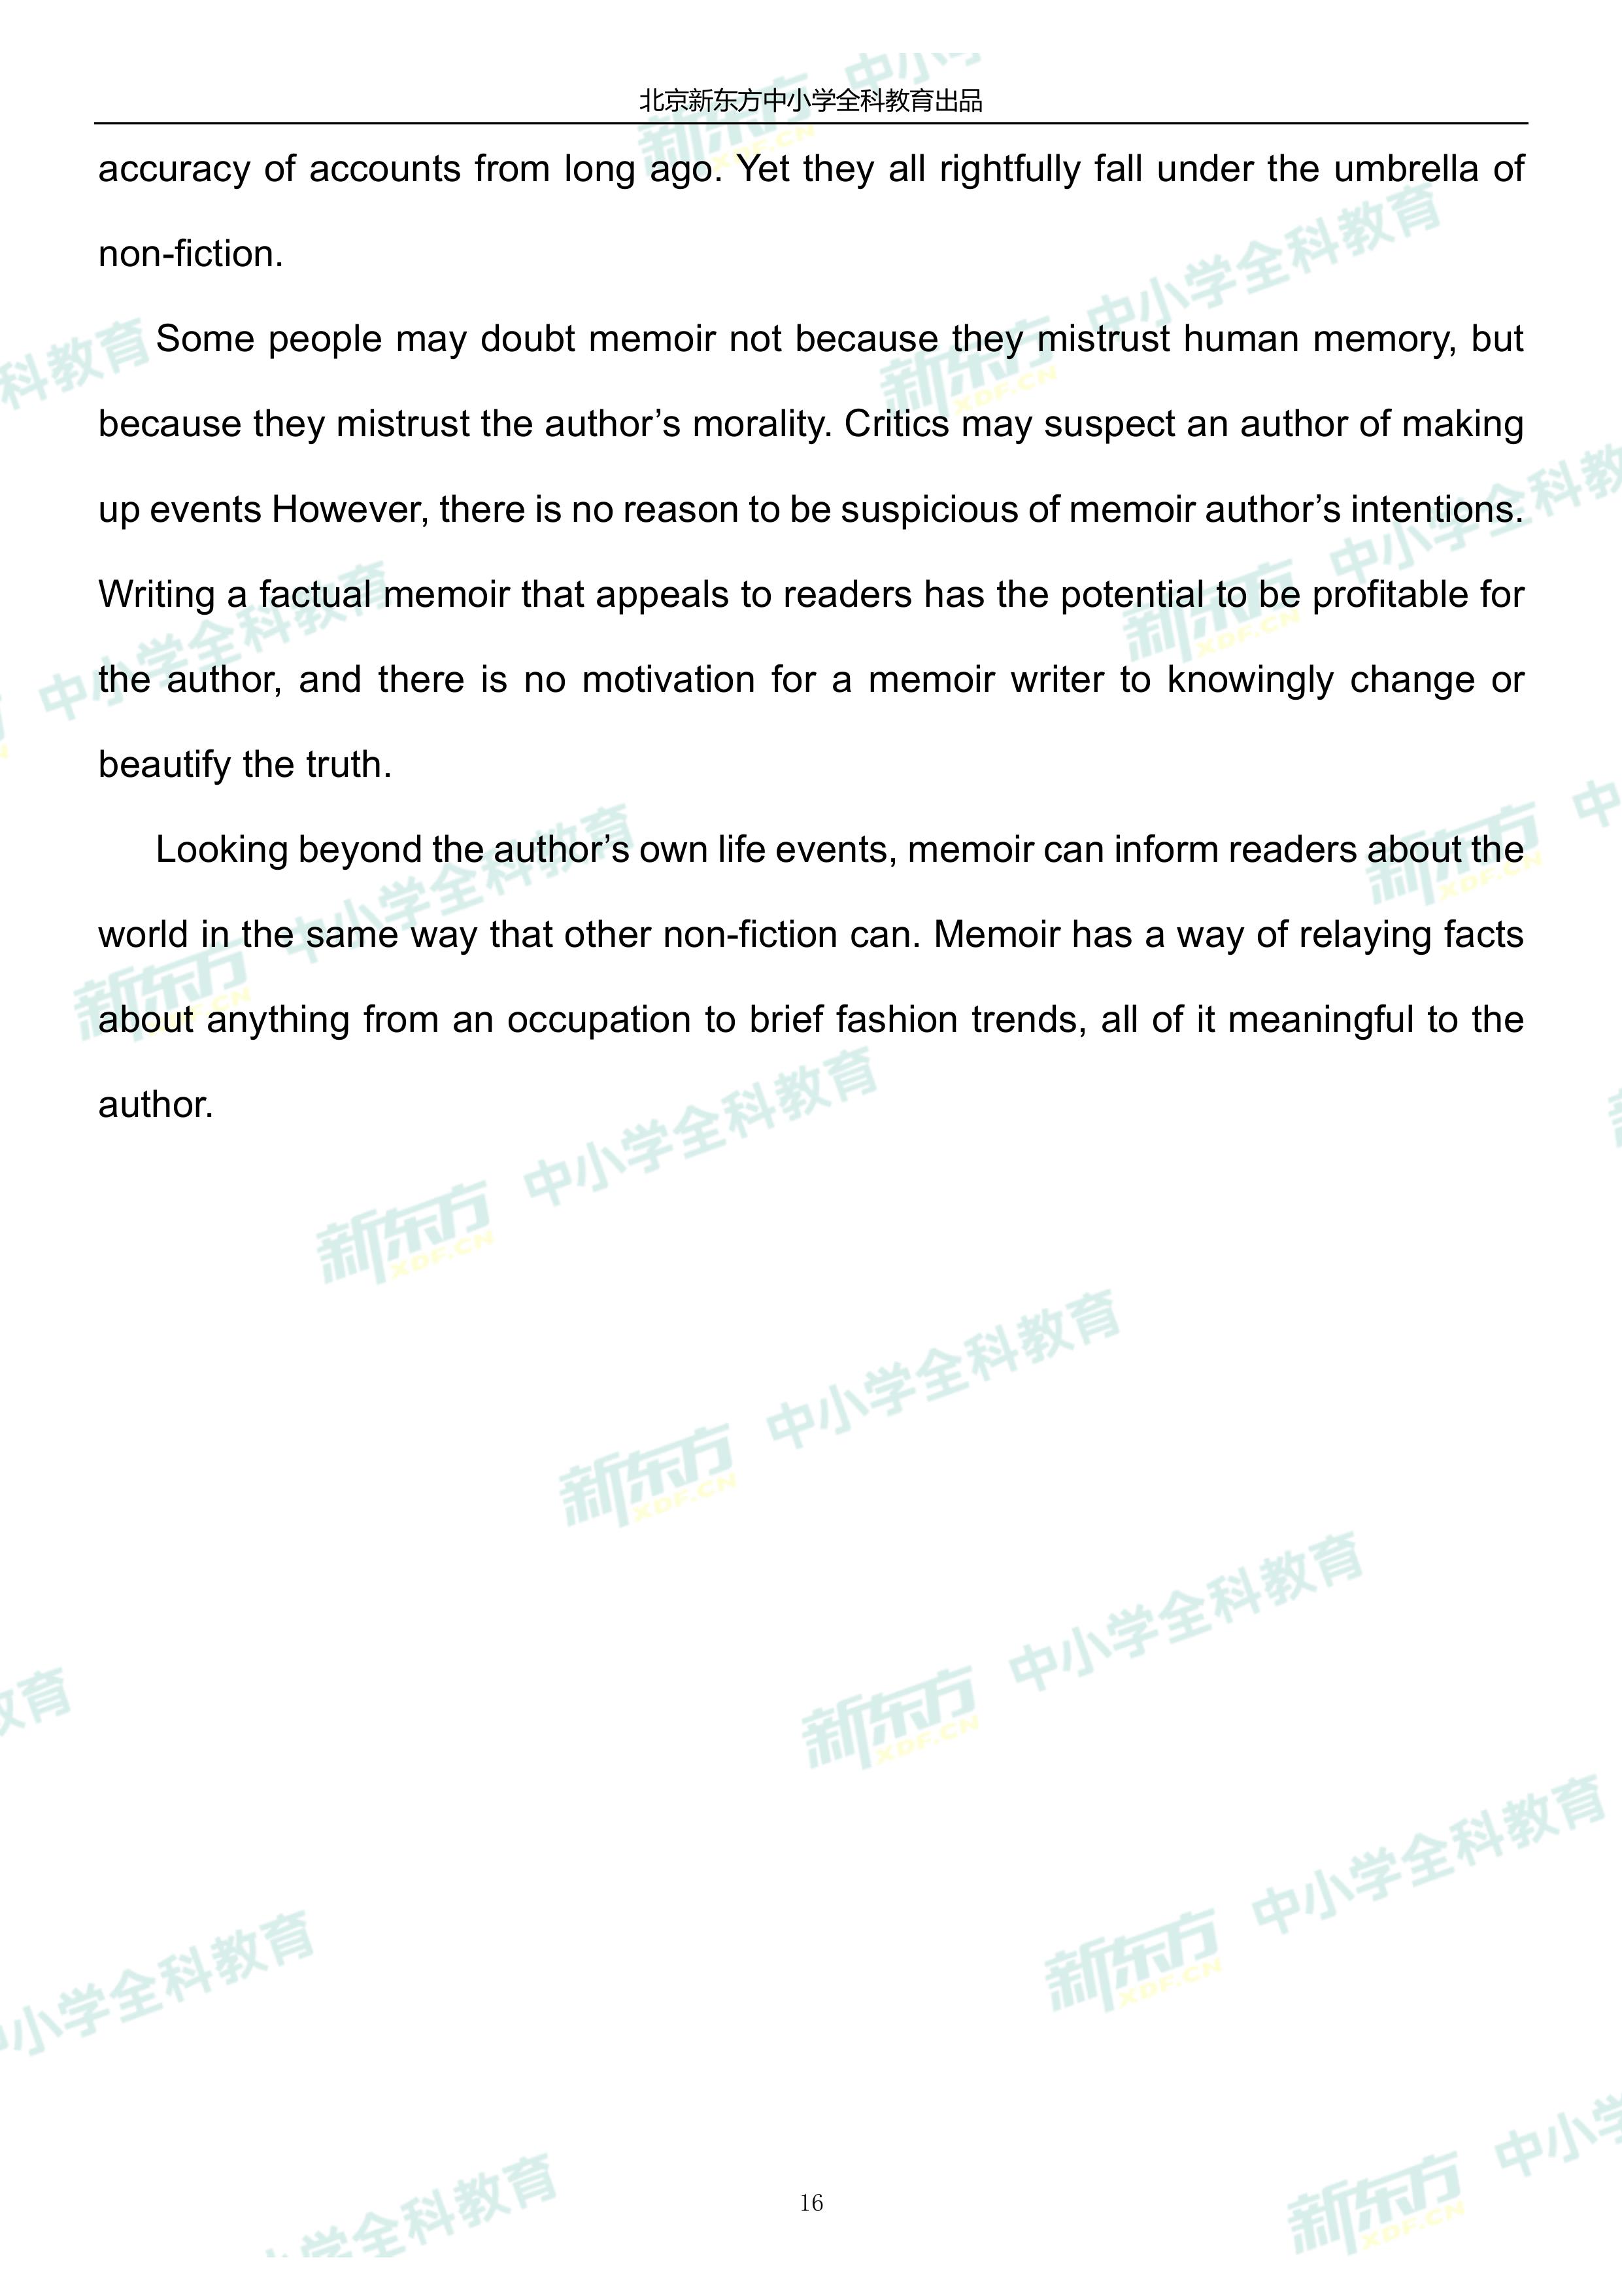 北京新东方中小学全科教育出品
accuracy of accounts from long ago. Yet they all rightfully fall under the umbrella of
non-fiction.
Some people may doubt memoir not because they mistrust human memory, but
because they mistrust the author’s morality. Critics may suspect an author of making
up events However, there is no reason to be suspicious of memoir author’s intentions.
Writing a factual memoir that appeals to readers has the potential to be profitable for
the author, and there is no motivation for a memoir writer to knowingly change or
beautify the truth.
Looking beyond the author’s own life events, memoir can inform readers about the
world in the same way that other non-fiction can. Memoir has a way of relaying facts
about anything from an occupation to brief fashion trends, all of it meaningful to the
author.
新东方 XDF.CN 中小学全科教育
16